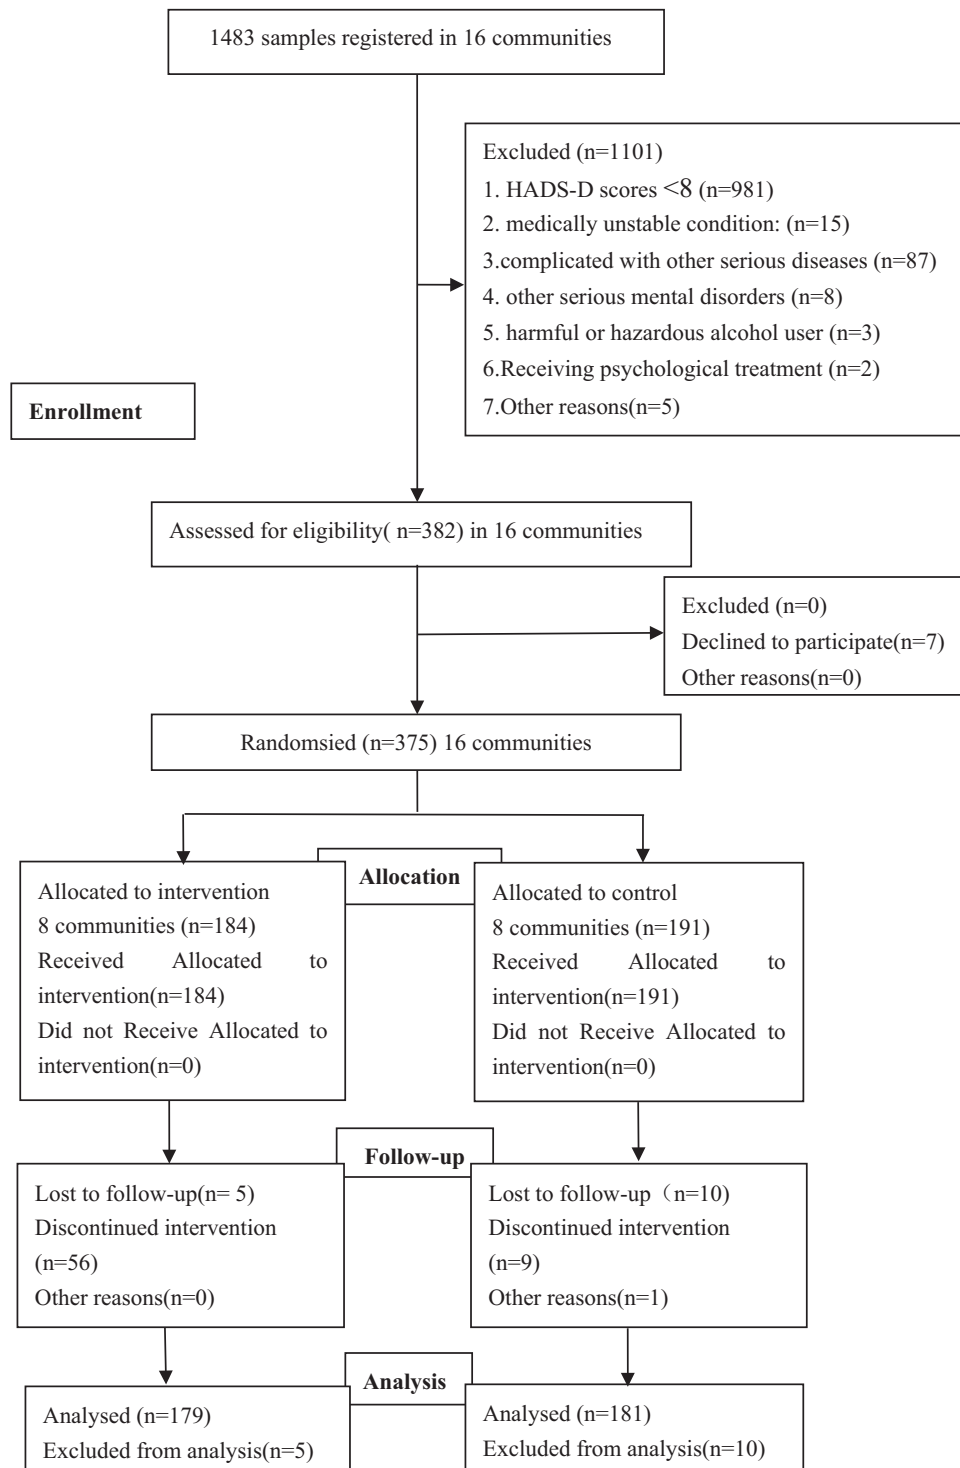 1483 samples registered in 16 communities
Excluded (n=1101)
1. HADS-D scores <8 (n=981)
2. medically unstable condition: (n=15)
3.complicated with other serious diseases (n=87)
4. other serious mental disorders (n=8)
5. harmful or hazardous alcohol user (n=3)
6.Receiving psychological treatment (n=2)
7.Other reasons(n=5)
Enrollment
Assessed for eligibility( n=382) in 16 communities
Excluded (n=0)
Declined to participate(n=7)
Other reasons(n=0)
Randomsied (n=375) 16 communities
Allocation
Allocated to intervention
8 communities (n=184)
Received Allocated to
intervention(n=184)
Did not Receive Allocated to
intervention(n=0)
Allocated to control
8 communities (n=191)
Received Allocated to
intervention(n=191)
Did not Receive Allocated to
intervention(n=0)
Follow-up
Lost to follow-up(n= 5)
Discontinued intervention
(n=56)
Other reasons(n=0)
Lost to follow-up（n=10)
Discontinued intervention
(n=9)
Other reasons(n=1)
Analysis
Analysed (n=179)
Excluded from analysis(n=5)
Analysed (n=181)
Excluded from analysis(n=10)